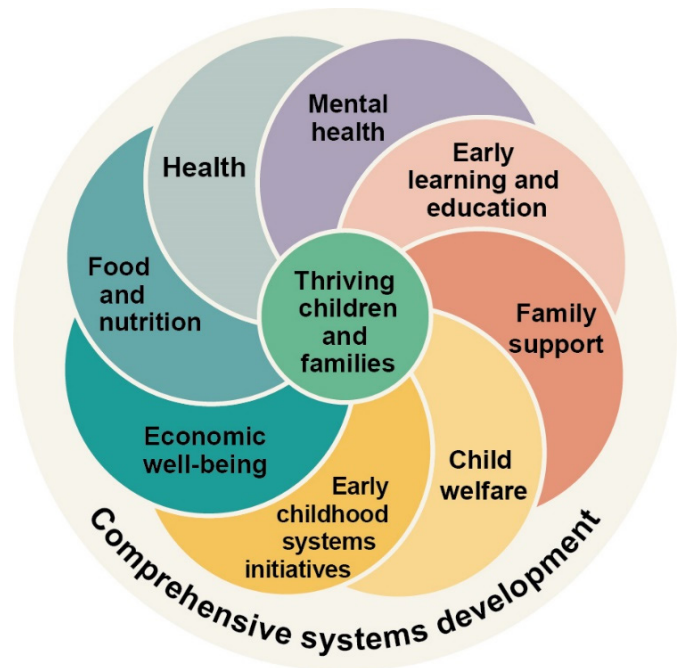 Mental
health
Early
learning and
education
Health
Food
and
nutrition
Thriving
children
and
families
Family
support
Economic
well-being
Child
welfare
Early
childhood
systems
initiatives
Comprehensive systems development